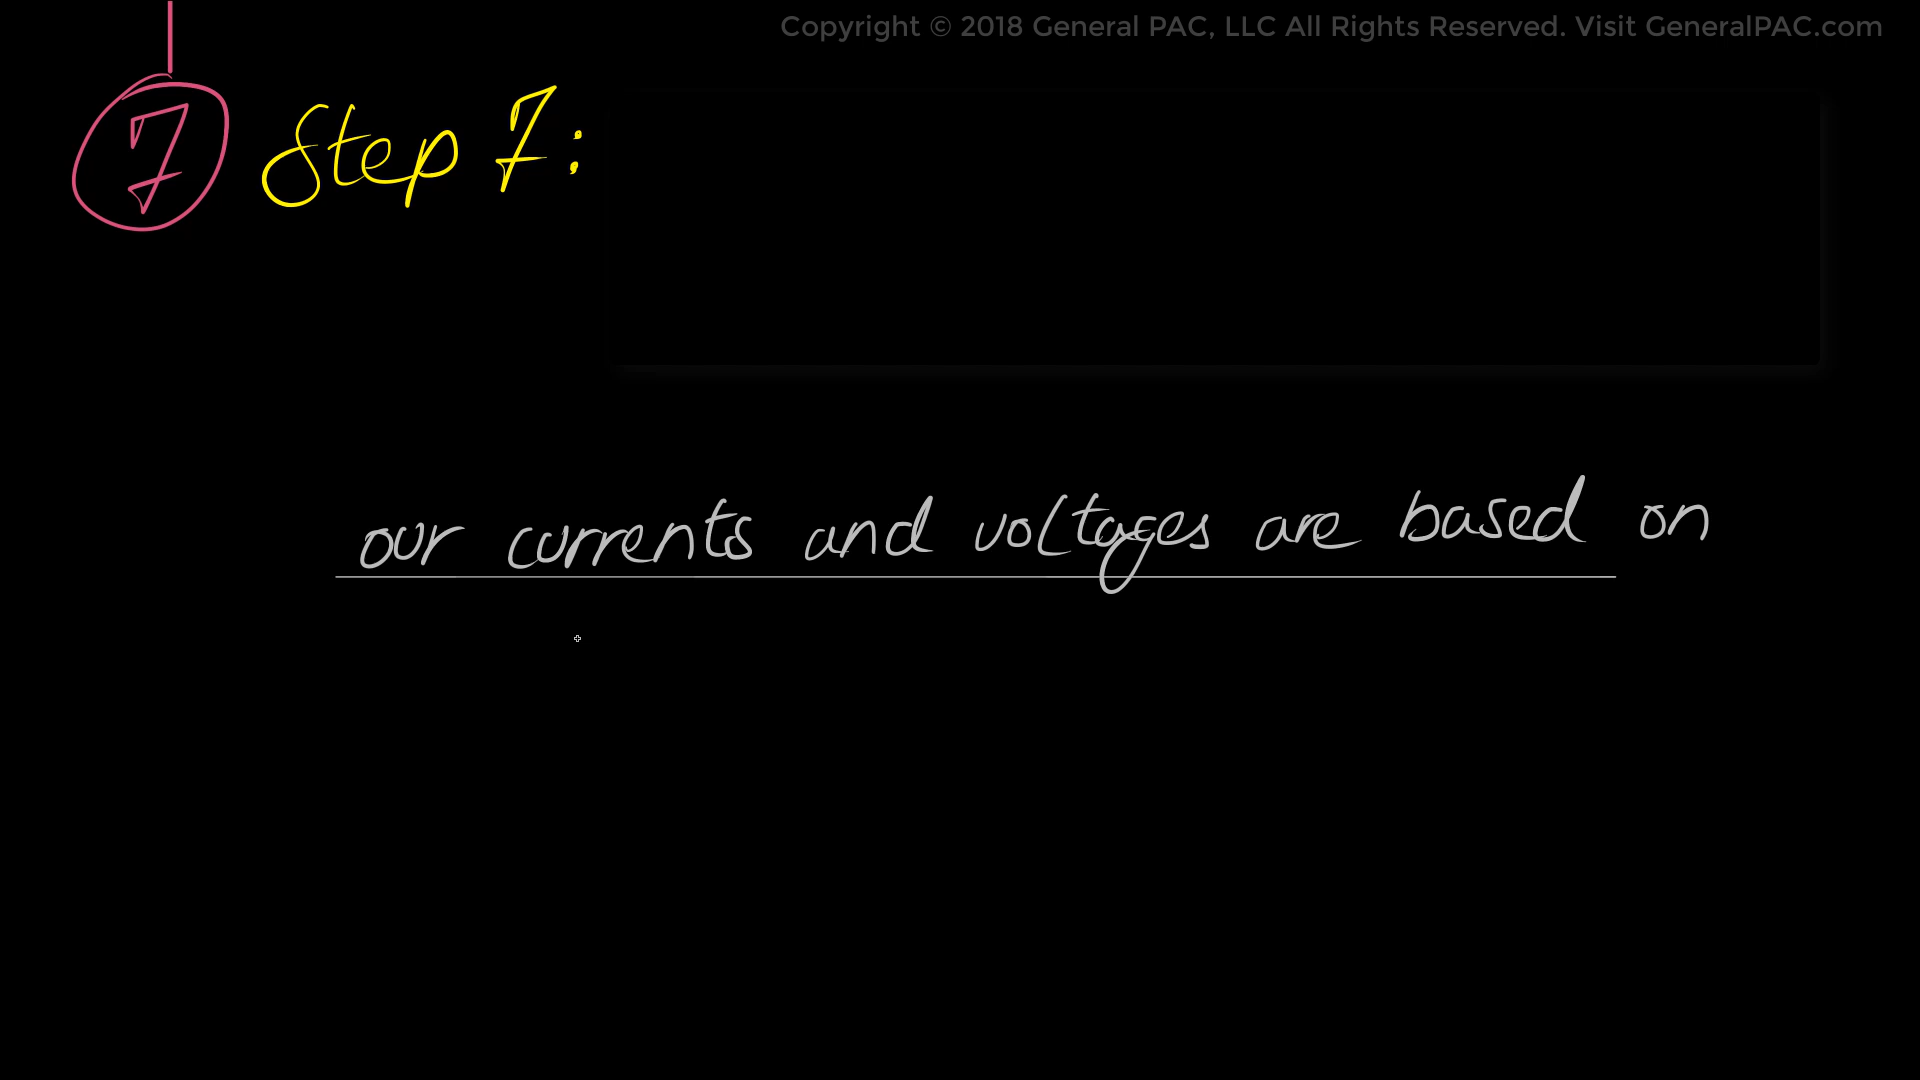 Copyright © 2018 General PAC, LLC All Rights Reserved. Visit GeneralPAC.com
7 Step 7:
our currents and voltages are based on